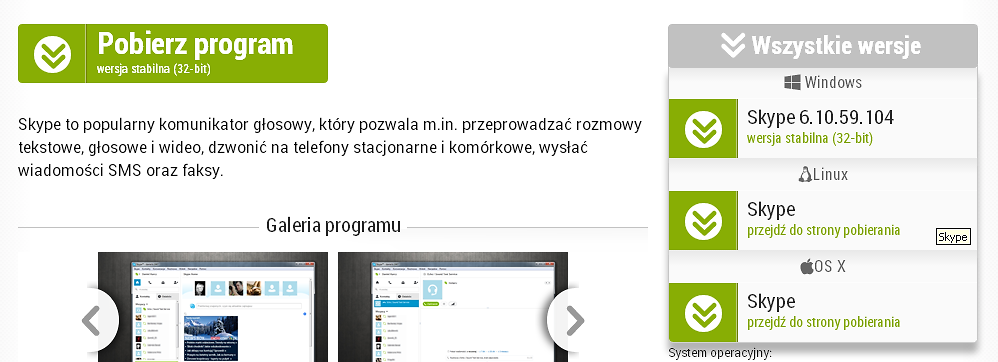 Pobierz program
wersja stabilna (32-bit)
Skype to popularny komunikator głosowy, który pozwala m.in. przeprowadzać rozmowy
tekstowe, głosowe i wideo, dzwonić na telefony stacjonarne i komórkowe, wysłać
wiadomości SMS oraz faksy.
Galeria programu
Wszystkie wersje
Windows
Skype 6.10.59.104
wersja stabilna (32-bit)
Linux
Skype
przejdź do strony pobierania
Skype
OS X
Skype
przejdź do strony pobierania
System operacyjny: